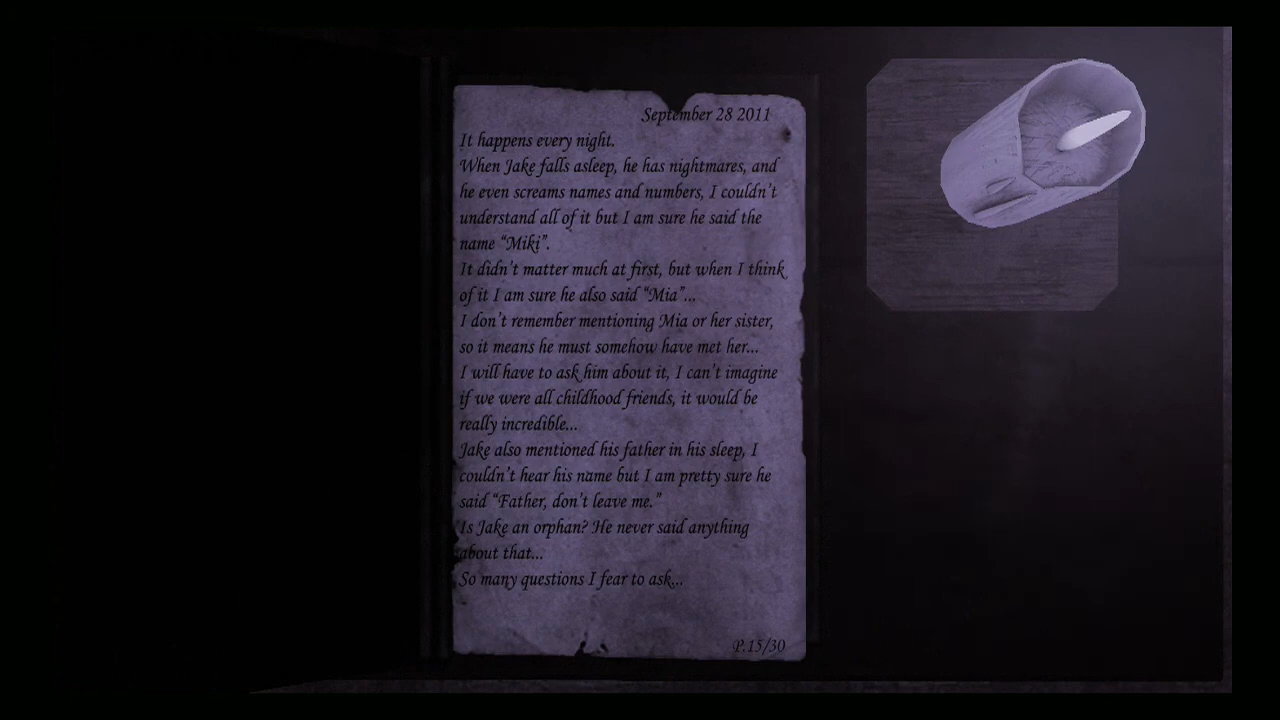 September 28 2011
It happens every night.
When Jake falls asleep, he has nightmares, and
he even screams names and numbers, I couldn't
understand all of it but I am sure he said the
name “Miki”.
It didn't matter much at first, but when I think
of it I am sure he also said “Mia”...
I don't remember mentioning Mia or her sister,
so it means he must somehow have met her...
I will have to ask him about it, I can't imagine
if we were all childhood friends, it would be
really incredible...
Jake also mentioned his father in his sleep, I
couldn't hear his name but I am pretty sure he
said “Father, don't leave me.”
Is Jake an orphan? He never said anything
about that...
So many questions I fear to ask...
P.15/30